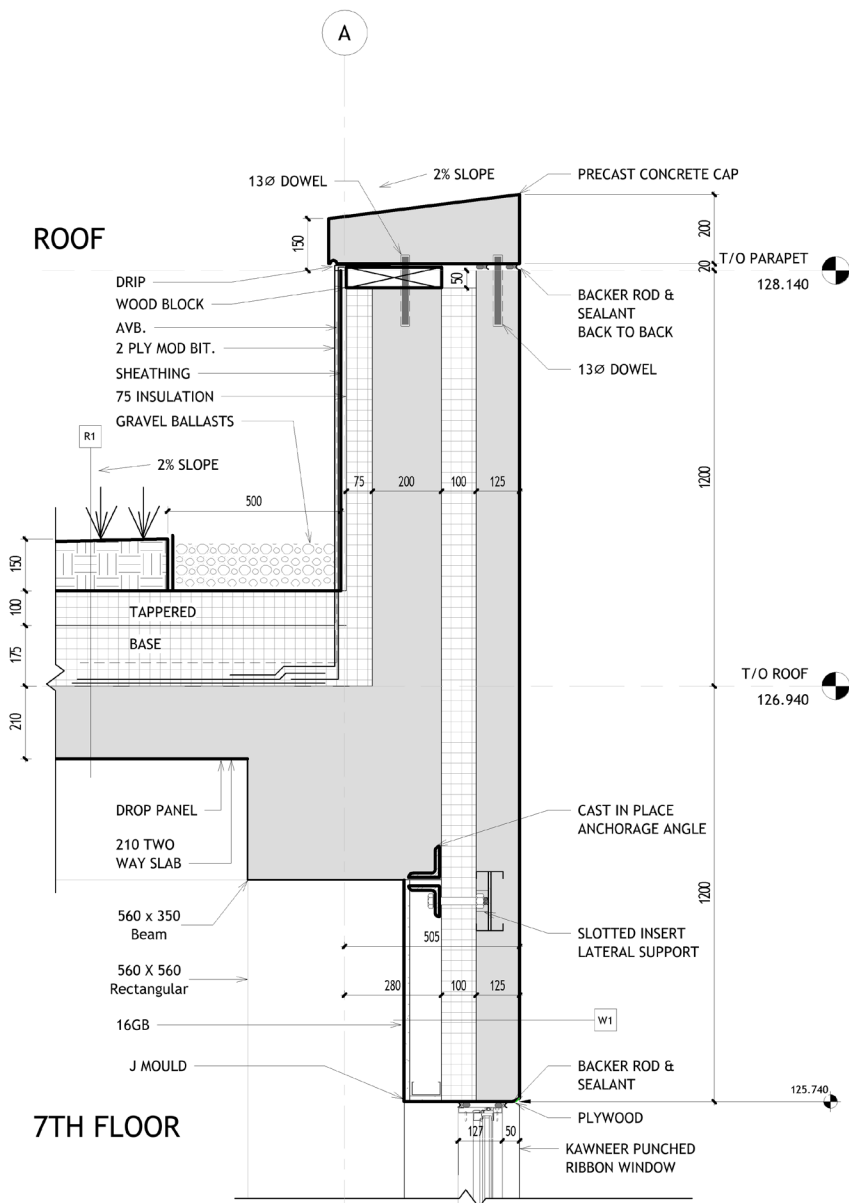 A
13Ø DOWEL
2% SLOPE
PRECAST CONCRETE CAP
ROOF
150
200
20
T/O PARAPET
128.140
DRIP
WOOD BLOCK
50
BACKER ROD &
SEALANT
BACK TO BACK
AVB.
2 PLY MOD BIT.
SHEATHING
13Ø DOWEL
75 INSULATION
GRAVEL BALLASTS
R1
2% SLOPE
500
75
200
100
125
1200
150
100
TAPPERED
175
BASE
T/O ROOF
126.940
210
DROP PANEL
210 TWO
WAY SLAB
CAST IN PLACE
ANCHORAGE ANGLE
1200
560 x 350
Beam
SLOTTED INSERT
LATERAL SUPPORT
505
560 X 560
Rectangular
280
100
125
16GB
W1
J MOULD
BACKER ROD &
SEALANT
125.740
PLYWOOD
7TH FLOOR
127
50
KAWNEER PUNCHED
RIBBON WINDOW